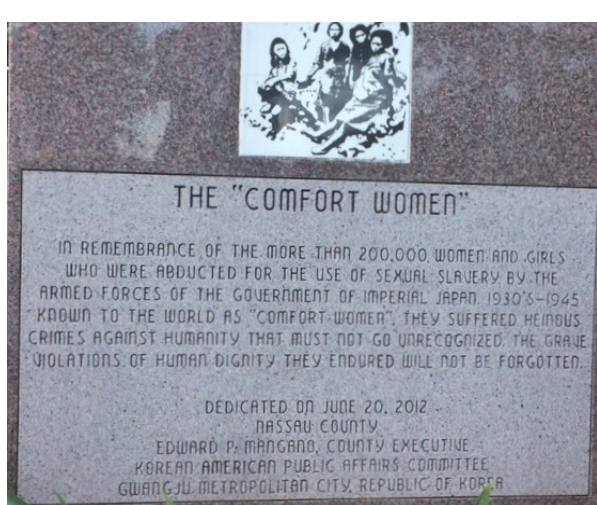 THE "COMFORT WOMEN"
IN REMEMBRANCE OF THE MORE THAN 200,000 WOMEN AND GIRLS
WHO WERE ABDUCTED FOR THE USE OF SEXUAL SLAVERY BY THE
ARMED FORCES OF THE GOVERNMENT OF IMPERIAL JAPAN, 1930'S-1945
KNOWN TO THE WORLD AS "COMFORT WOMEN", THEY SUFFERED HEINOUS
CRIMES AGAINST HUMANITY THAT MUST NOT GO UNRECOGNIZED. THE GRAVE
VIOLATIONS OF HUMAN DIGNITY THEY ENDURED WILL NOT BE FORGOTTEN.
DEDICATED ON JUNE 20, 2012
NASSAU COUNTY
EDWARD P. MANGANO, COUNTY EXECUTIVE
KOREAN AMERICAN PUBLIC AFFAIRS COMMITTEE
GWANGJU METROPOLITAN CITY, REPUBLIC OF KOREA